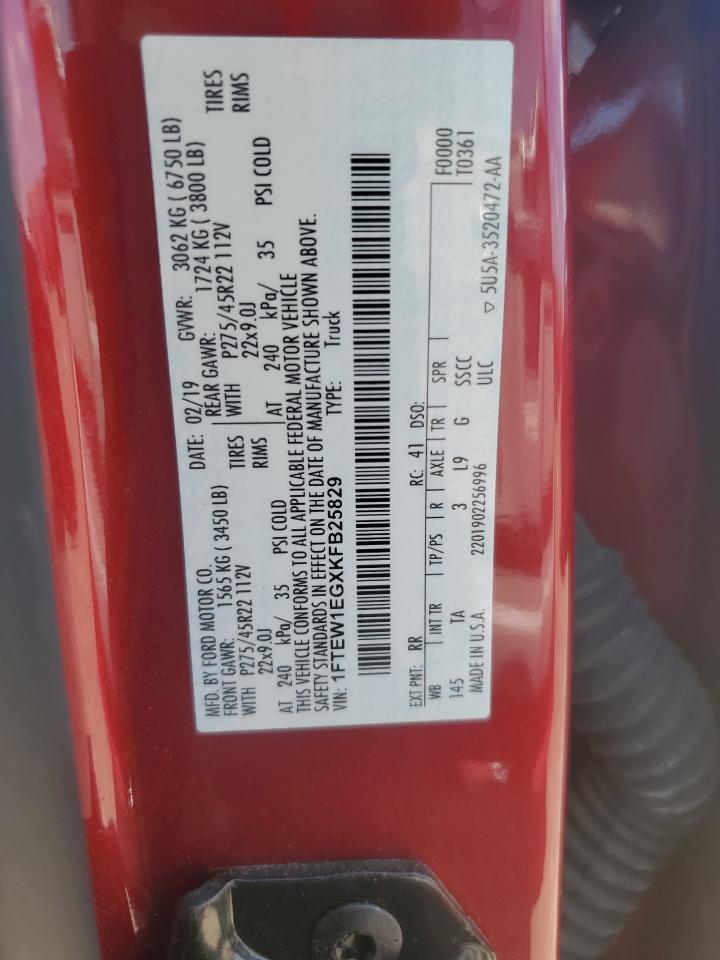 MFD. BY FORD MOTOR CO.
DATE: 02/19 GVWR: 3062 KG ( 6750 LB)
FRONT GAWR: 1565 KG ( 3450 LB)
REAR GAWR: 1724 KG ( 3800 LB)
WITH P275/45R22 112V TIRES
WITH P275/45R22 112V TIRES
22x9.0J RIMS
22x9.0J RIMS
AT 240 kPa/ 35 PSI COLD
AT 240 kPa/ 35 PSI COLD
THIS VEHICLE CONFORMS TO ALL APPLICABLE FEDERAL MOTOR VEHICLE
SAFETY STANDARDS IN EFFECT ON THE DATE OF MANUFACTURE SHOWN ABOVE.
VIN: 1FTEW1EGXKFB25829 TYPE: Truck
EXT PNT: RR RC: 41 DSO:
WB INT TR TP/PS R AXLE TR SPR F0000
145 TA 3 L9 G SSCC T0361
MADE IN U.S.A. 2201902256996 ULC
▽ 5U5A-3520472-AA